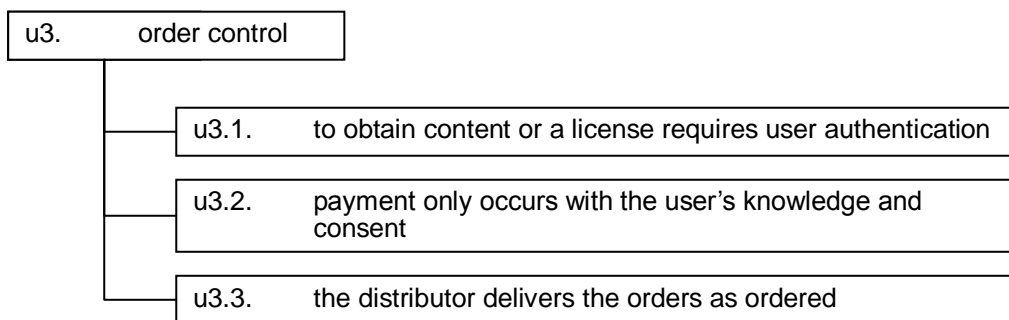 u3. order control
u3.1. to obtain content or a license requires user authentication
u3.2. payment only occurs with the user's knowledge and
consent
u3.3. the distributor delivers the orders as ordered